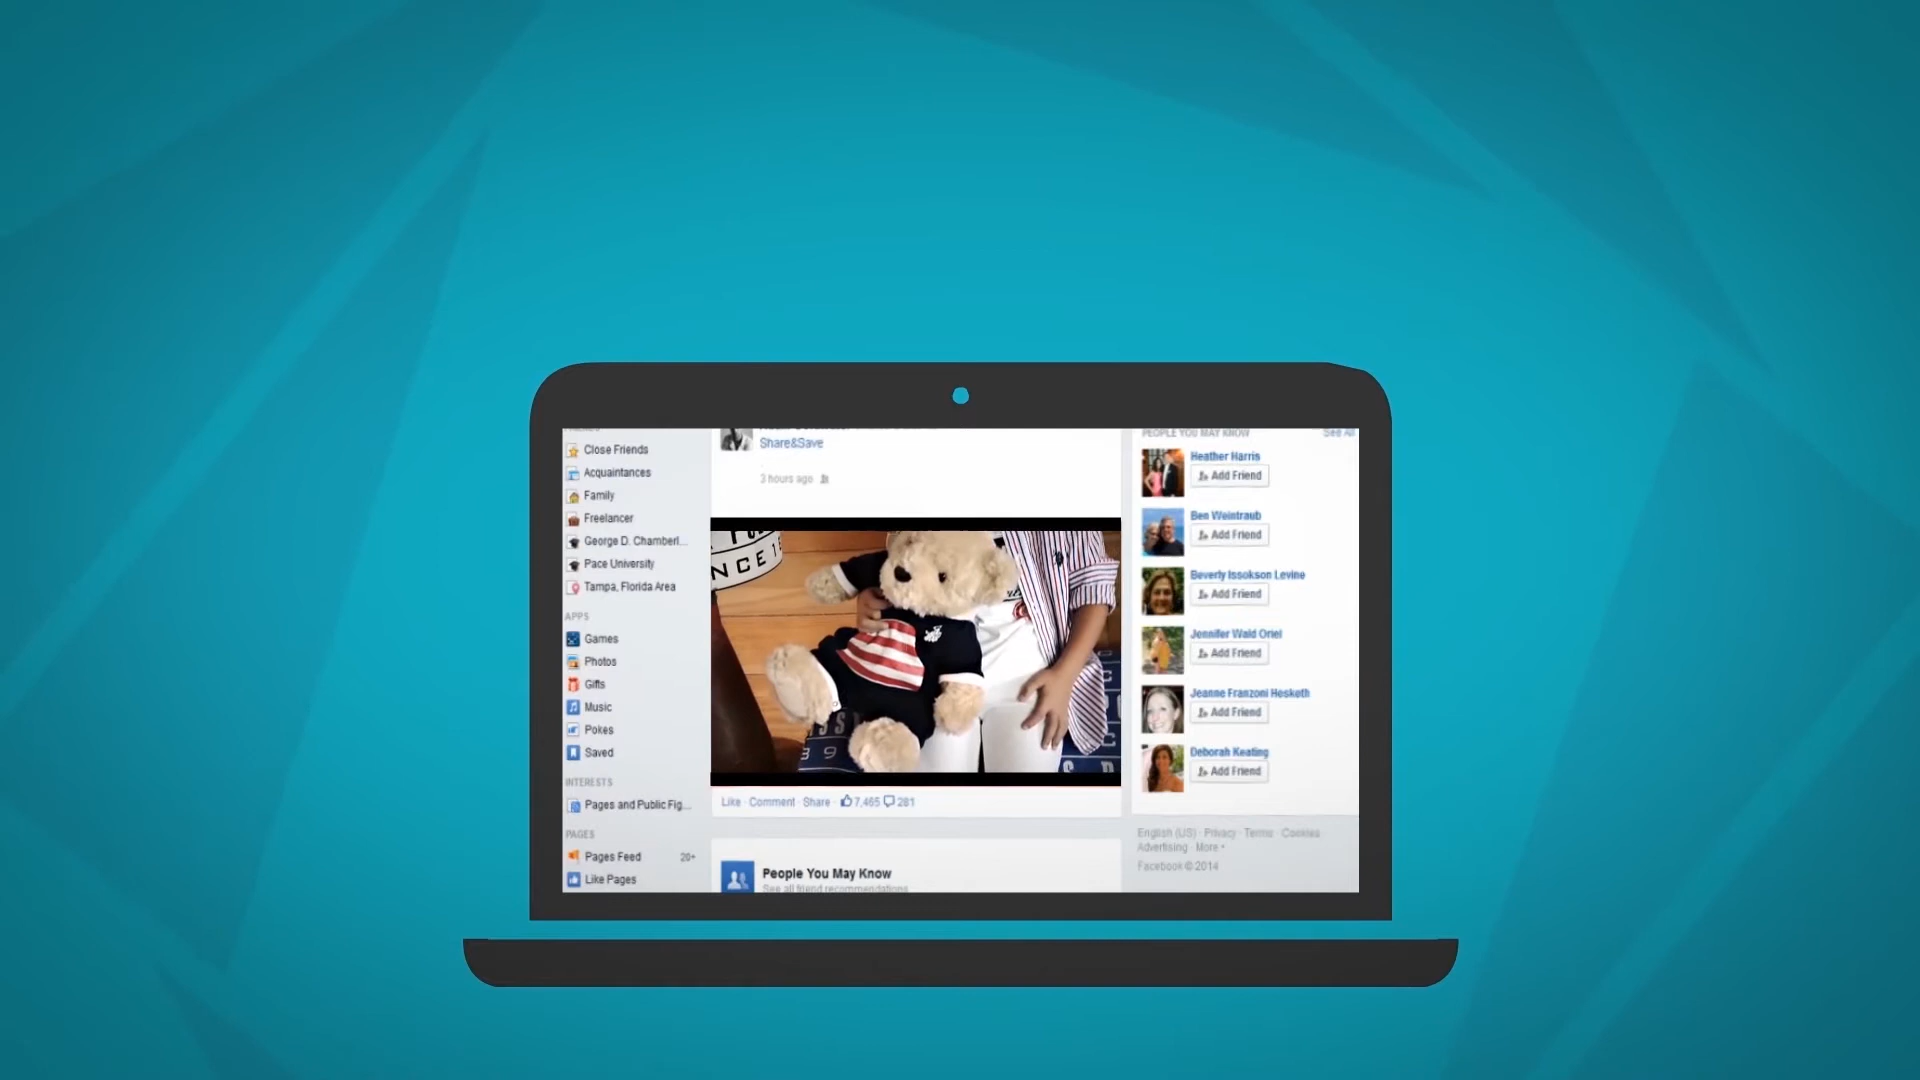 Close Friends
Acquaintances
Family
Freelancer
George D. Chamberl...
Pace University
Tampa, Florida Area
APPS
Games
Photos
Gifts
Music
Pokes
Saved
INTERESTS
Pages and Public Fig...
PAGES
Pages Feed 20+
Like Pages
Share&Save
3 hours ago
NCE 1
Like · Comment · Share · 7,465 281
People You May Know
See all friend recommendations
PEOPLE YOU MAY KNOW See All
Heather Harris
Add Friend
Ben Weintraub
Add Friend
Beverly Issokson Levine
Add Friend
Jennifer Wald Oriel
Add Friend
Jeanne Franzoni Hesketh
Add Friend
Deborah Keating
Add Friend
English (US) · Privacy · Terms · Cookies
Advertising · More
Facebook © 2014